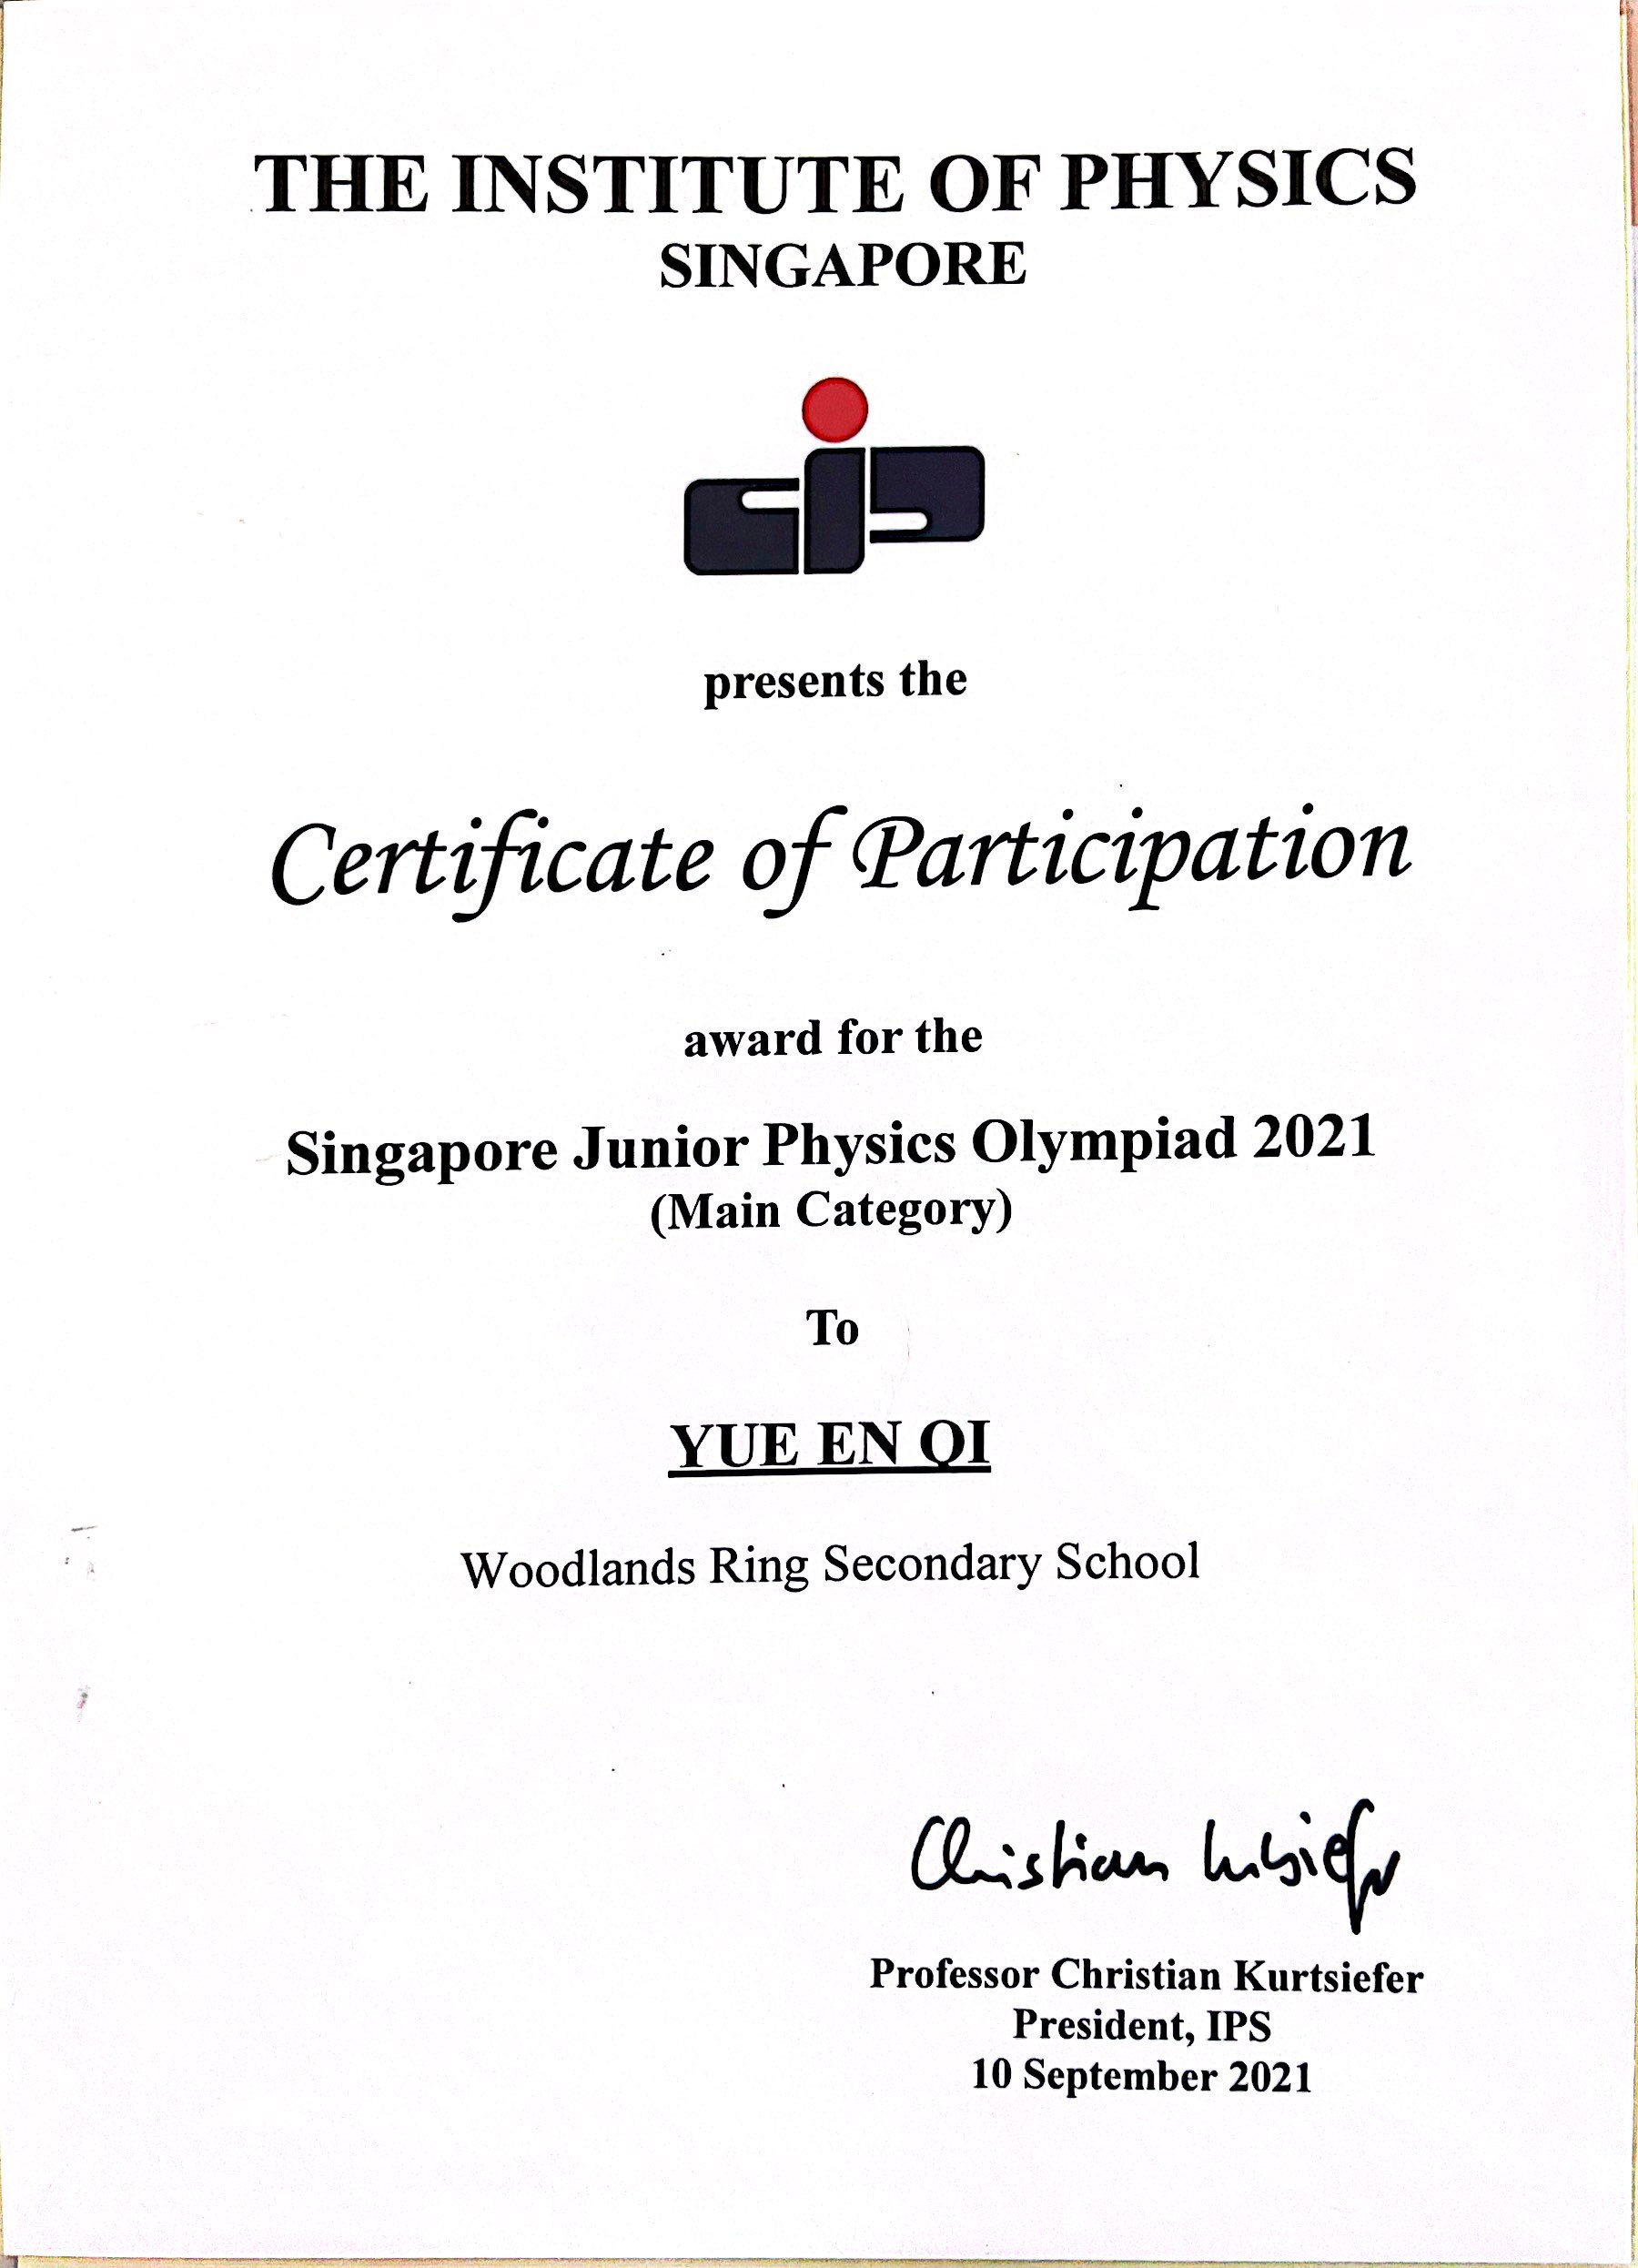 THE INSTITUTE OF PHYSICS
SINGAPORE
presents the
Certificate of Participation
award for the
Singapore Junior Physics Olympiad 2021
(Main Category)
To
YUE EN QI
Woodlands Ring Secondary School
Christian Kurtsiefer
Professor Christian Kurtsiefer
President, IPS
10 September 2021